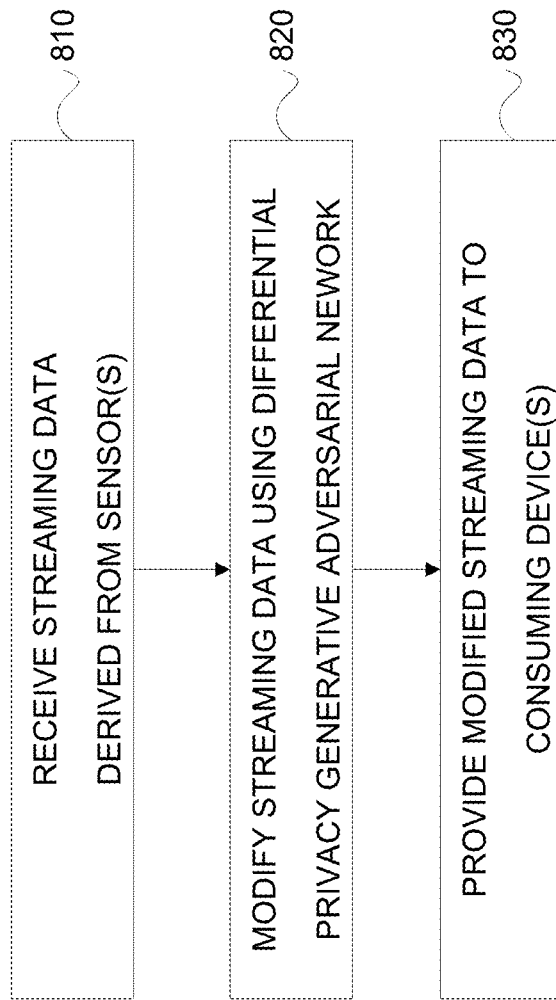 RECEIVE STREAMING DATA
DERIVED FROM SENSOR(S)
810
MODIFY STREAMING DATA USING DIFFERENTIAL
PRIVACY GENERATIVE ADVERSARIAL NEWORK
820
PROVIDE MODIFIED STREAMING DATA TO
CONSUMING DEVICE(S)
830